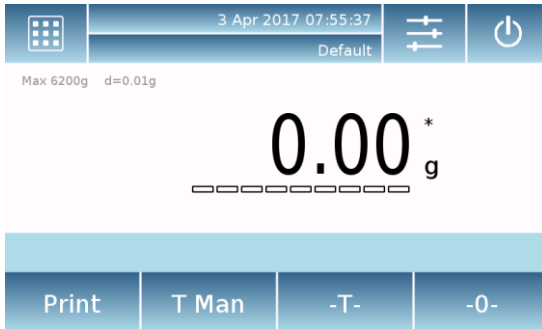 3 Apr 2017 07:55:37
Default
Max 6200g d=0.01g
0.00 * g
Print T Man -T- -0-